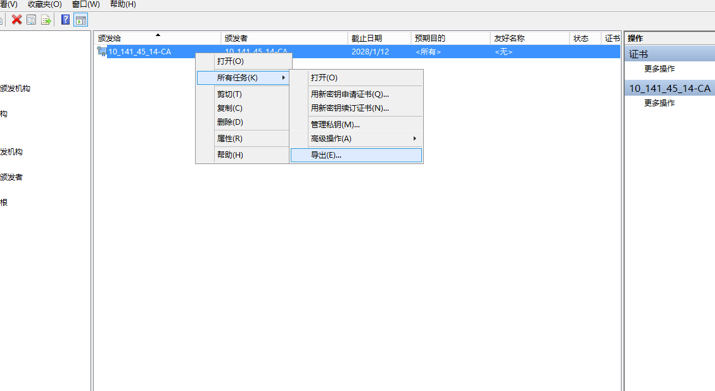 看(V) 收藏夹(O) 窗口(W) 帮助(H)
颁发给 颁发者 截止日期 预期目的 友好名称 状态 证书 操作
10_141_45_14-CA 10_141_45_14-CA 2028/1/12 <所有> <无> 证书
打开(O) 更多操作
所有任务(K) 打开(O)
颁发机构 剪切(T) 用新密钥申请证书(Q)... 10_141_45_14-CA
复制(C) 用新密钥续订证书(N)... 更多操作
构 删除(D) 管理私钥(M)...
属性(R) 高级操作(A)
发机构 帮助(H) 导出(E)...
颁发者
根